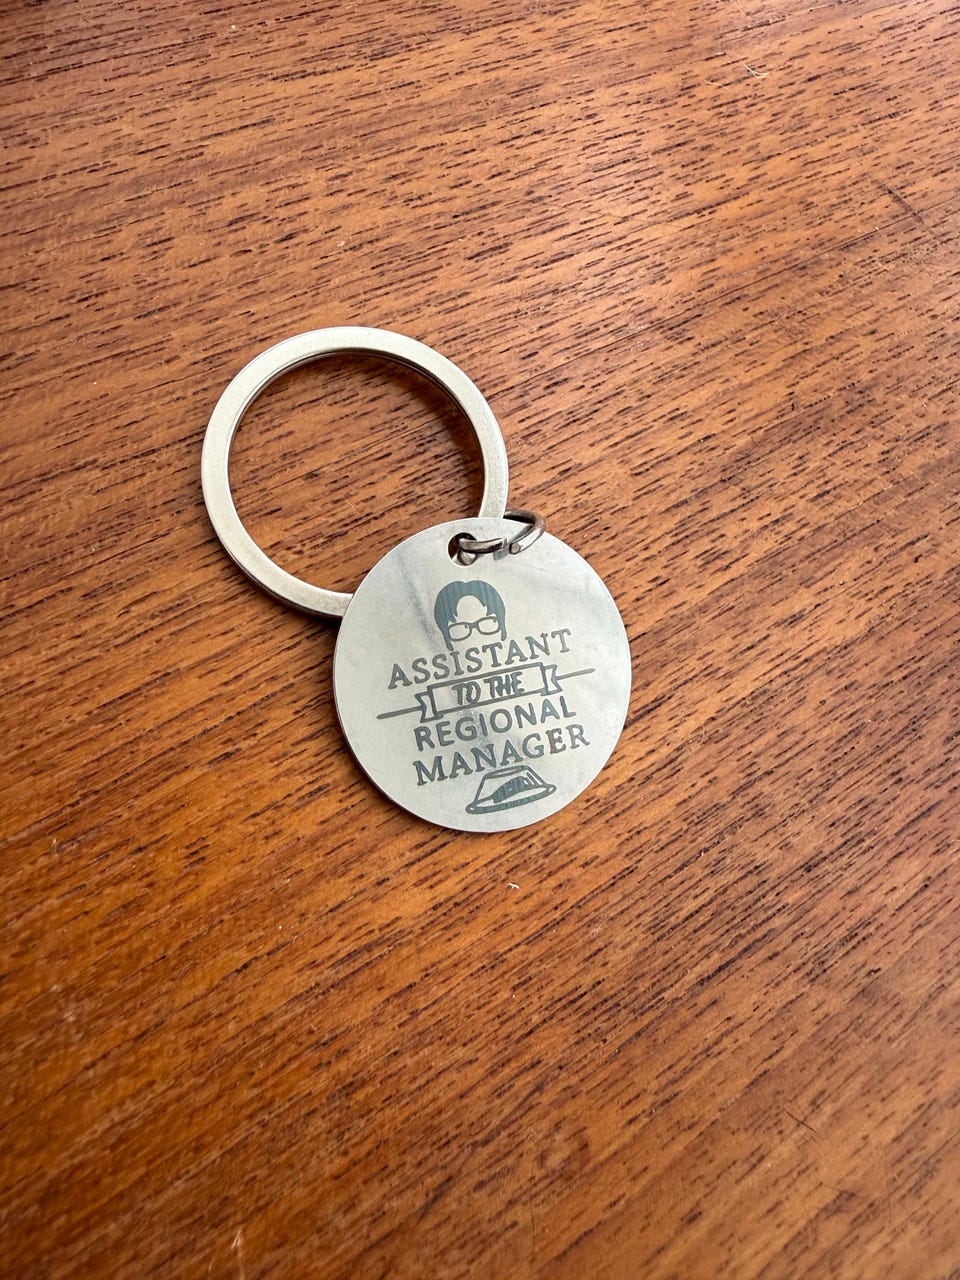 ASSISTANT
TO THE
REGIONAL
MANAGER